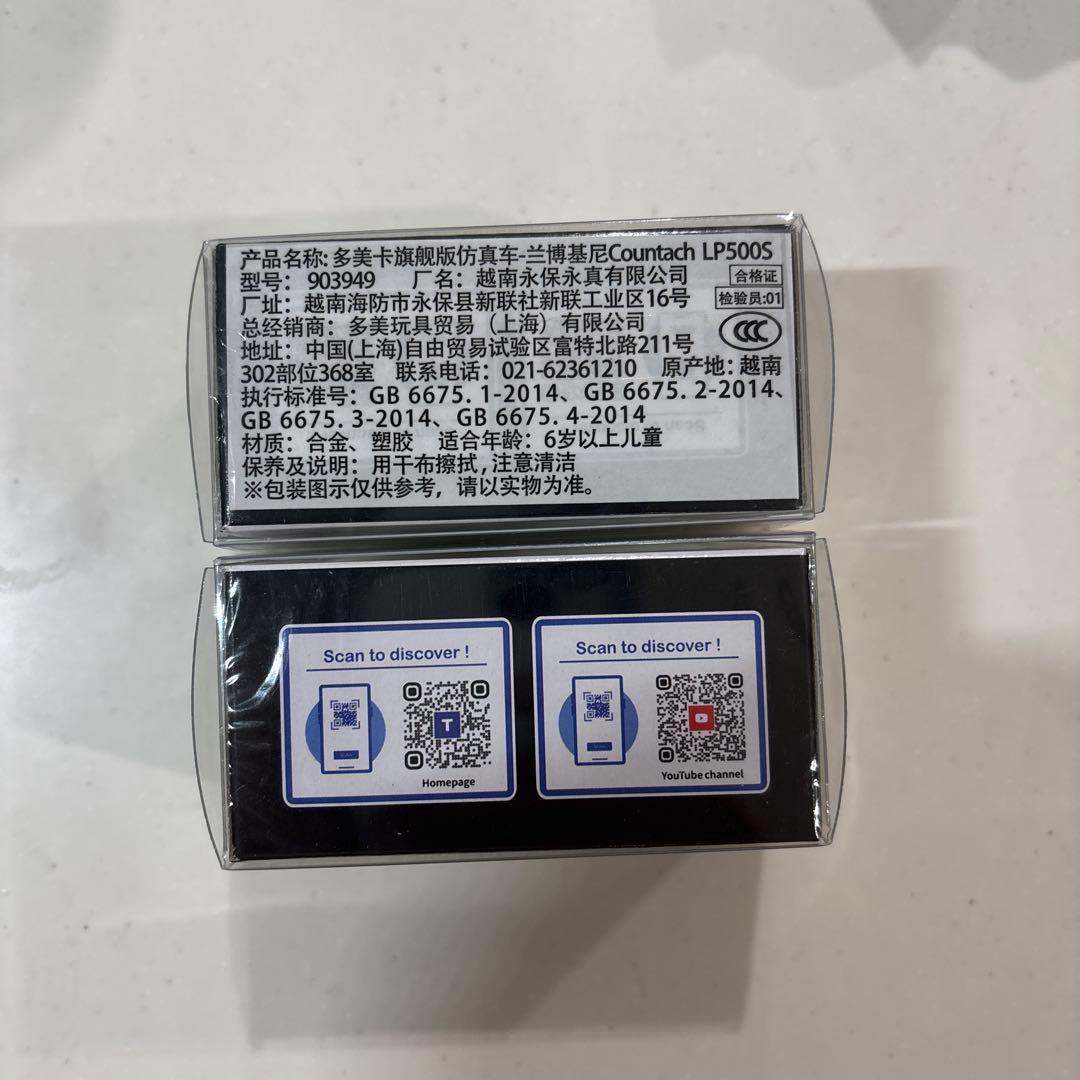 产品名称: 多美卡旗舰版仿真车-兰博基尼Countach LP500S
型号： 903949 厂名：越南永保永真有限公司
合格证
厂址：越南海防市永保县新联社新联工业区16号
检验员:01
总经销商：多美玩具贸易（上海）有限公司
CCC
地址：中国(上海)自由贸易试验区富特北路211号
302部位368室 联系电话：021-62361210 原产地：越南
执行标准号：GB 6675. 1-2014、GB 6675. 2-2014、
GB 6675. 3-2014、GB 6675. 4-2014
材质：合金、塑胶 适合年龄：6岁以上儿童
保养及说明：用干布擦拭,注意清洁
※包装图示仅供参考，请以实物为准。
Scan to discover !
T
Homepage
Scan to discover !
YouTube channel